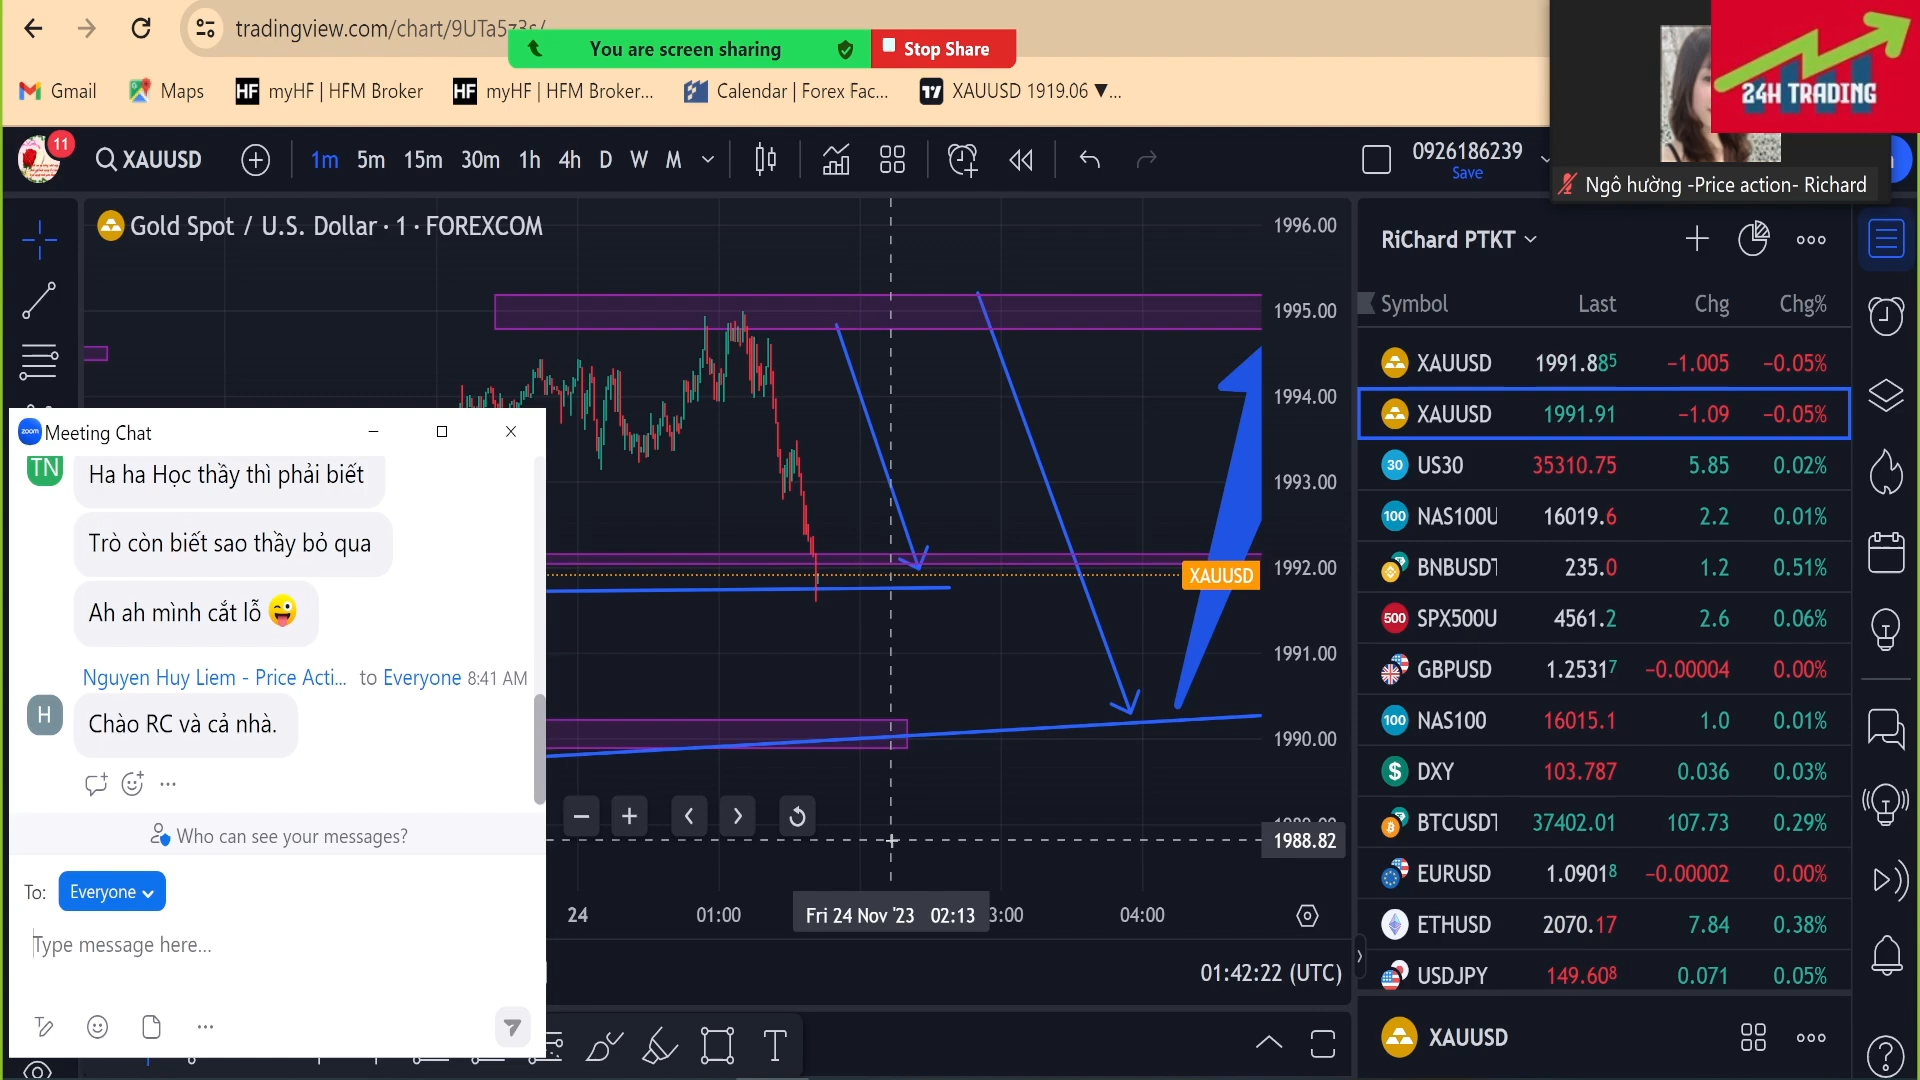 tradingview.com/chart/9UTa5z3s/
You are screen sharing
Stop Share
24H TRADING
Gmail
Maps
HF myHF | HFM Broker
HF myHF | HFM Broker...
Calendar | Forex Fac...
XAUUSD 1919.06 ▼...
Ngô hường -Price action- Richard
11
XAUUSD
1m 5m 15m 30m 1h 4h D W M
0926186239
Save
Gold Spot / U.S. Dollar · 1 · FOREXCOM
1996.00
1995.00
1994.00
1993.00
1992.00
XAUUSD
1991.00
1990.00
1988.82
24 01:00 Fri 24 Nov '23 02:13 3:00 04:00
01:42:22 (UTC)
zoom Meeting Chat
TN
Ha ha Học thầy thì phải biết
Trò còn biết sao thầy bỏ qua
Ah ah mình cắt lỗ 😜
Nguyen Huy Liem - Price Acti... to Everyone 8:41 AM
H
Chào RC và cả nhà.
Who can see your messages?
To: Everyone
Type message here...
RiChard PTKT
Symbol Last Chg Chg%
XAUUSD 1991.885 −1.005 −0.05%
XAUUSD 1991.91 −1.09 −0.05%
30 US30 35310.75 5.85 0.02%
100 NAS100U 16019.6 2.2 0.01%
BNBUSDT 235.0 1.2 0.51%
500 SPX500U 4561.2 2.6 0.06%
GBPUSD 1.25317 −0.00004 0.00%
100 NAS100 16015.1 1.0 0.01%
$ DXY 103.787 0.036 0.03%
BTCUSDT 37402.01 107.73 0.29%
EURUSD 1.09018 −0.00002 0.00%
ETHUSD 2070.17 7.84 0.38%
USDJPY 149.608 0.071 0.05%
XAUUSD